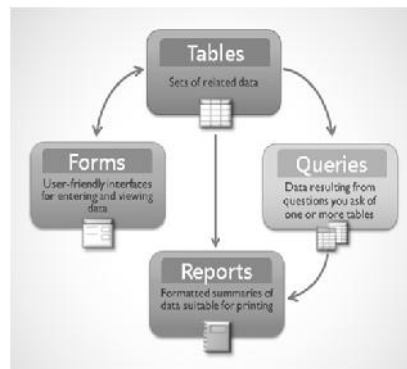 Tables
Sets of related data
Forms
User-friendly interfaces
for entering and viewing
data
Queries
Data resulting from
questions you ask of
one or more tables
Reports
Formatted summaries of
data suitable for printing